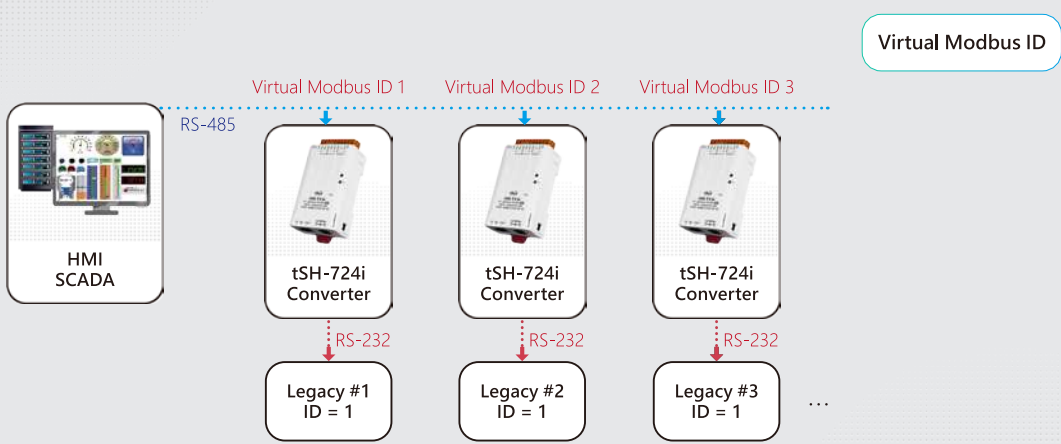 Virtual Modbus ID
Virtual Modbus ID 1
Virtual Modbus ID 2
Virtual Modbus ID 3
RS-485
HMI
SCADA
tSH-724i
Converter
tSH-724i
Converter
tSH-724i
Converter
RS-232
RS-232
RS-232
Legacy #1
ID = 1
Legacy #2
ID = 1
Legacy #3
ID = 1
...